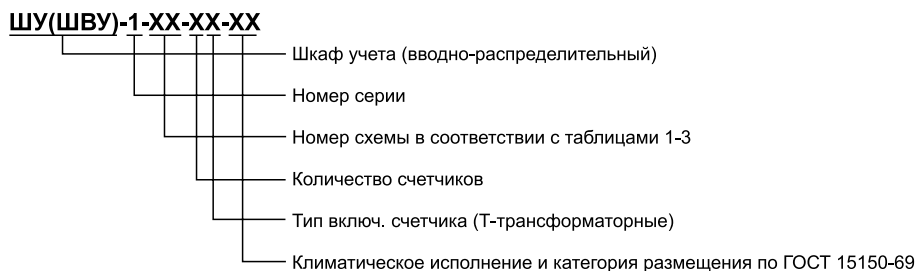 ШУ(ШВУ)-1-ХХ-ХХ-ХХ
Шкаф учета (вводно-распределительный)
Номер серии
Номер схемы в соответствии с таблицами 1-3
Количество счетчиков
Тип включ. счетчика (Т-трансформаторные)
Климатическое исполнение и категория размещения по ГОСТ 15150-69